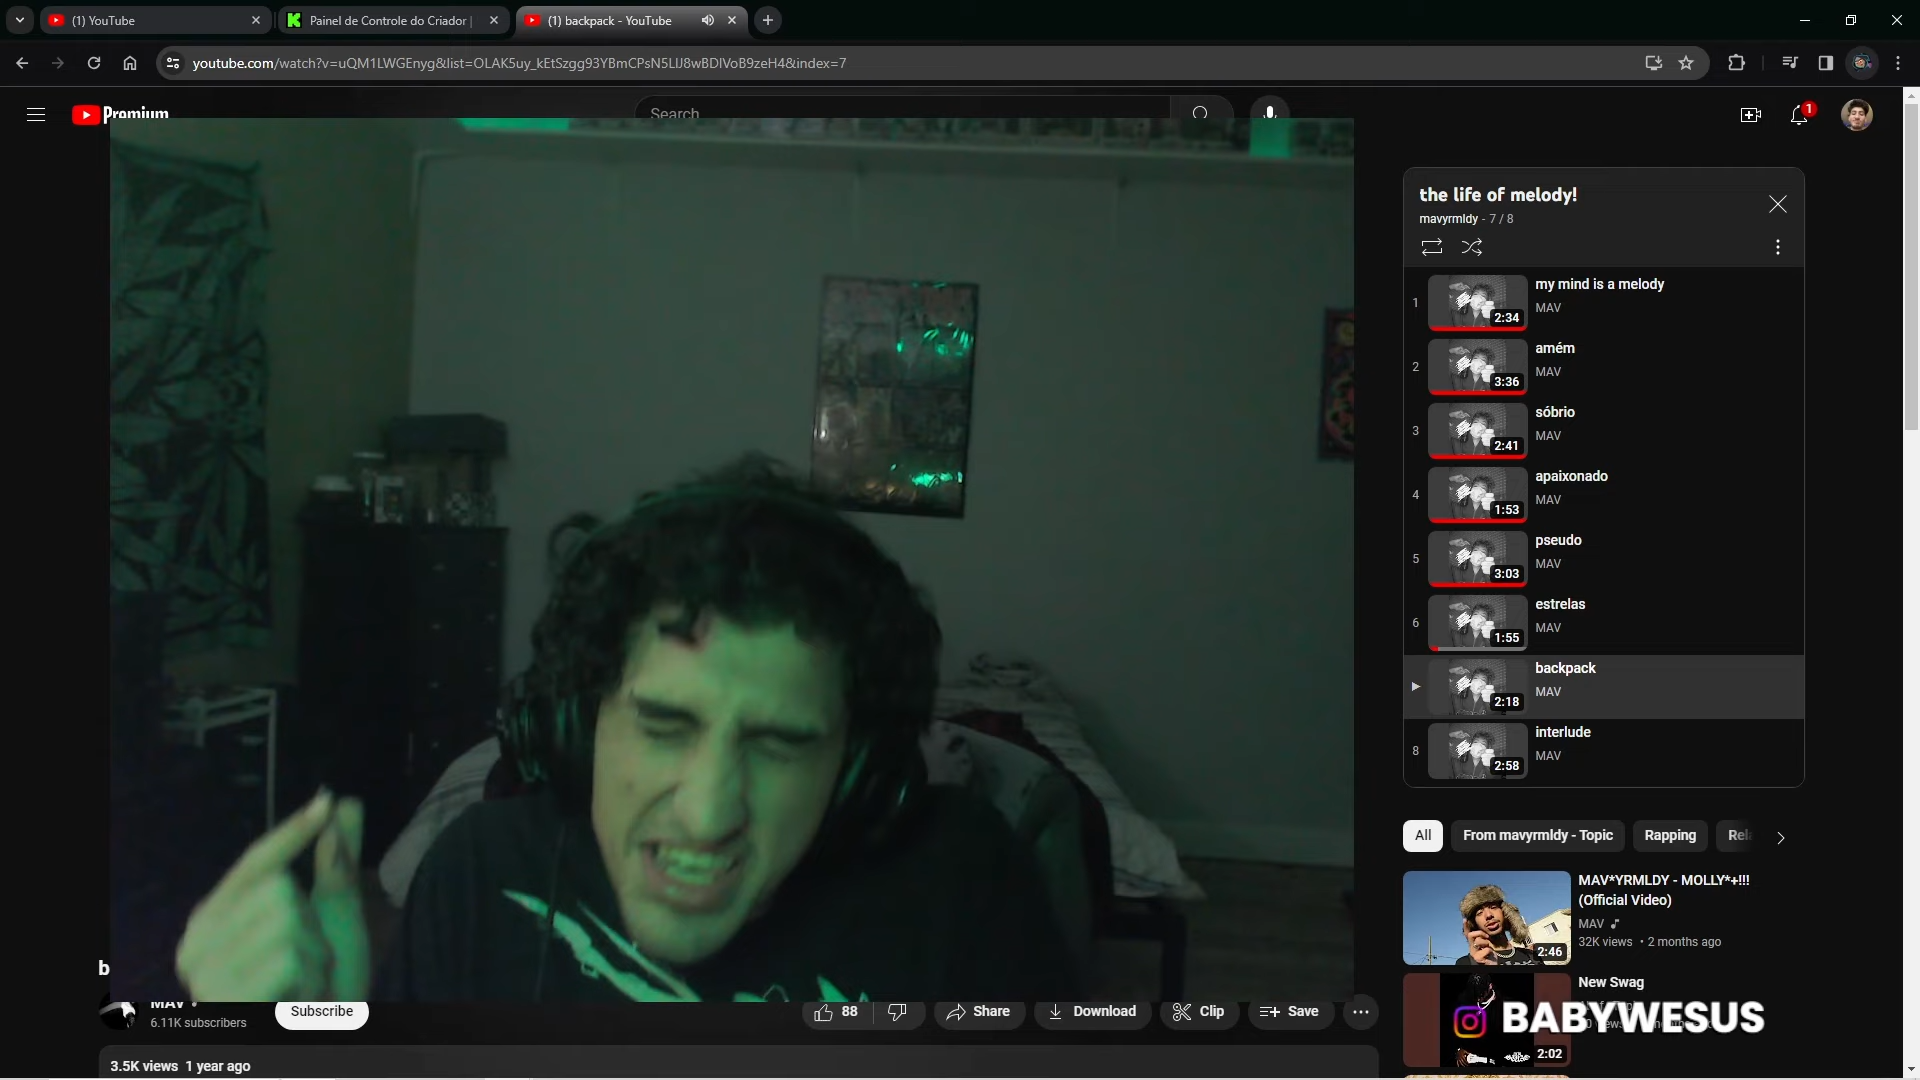 (1) YouTube
Painel de Controle do Criador |
(1) backpack - YouTube
youtube.com/watch?v=uQM1LWGEnyg&list=OLAK5uy_kEtSzgg93YBmCPsN5LlJ8wBDlVoB9zeH4&index=7
Premium
Search
1
the life of melody!
mavyrmldy - 7 / 8
1
2:34
my mind is a melody
MAV
2
3:36
amém
MAV
3
2:41
sóbrio
MAV
4
1:53
apaixonado
MAV
5
3:03
pseudo
MAV
6
1:55
estrelas
MAV
2:18
backpack
MAV
8
2:58
interlude
MAV
All
From mavyrmldy - Topic
Rapping
Rela
MAV*YRMLDY - MOLLY*+!!!
(Official Video)
MAV
32K views • 2 months ago
2:46
New Swag
2:02
BABYWESUS
b
MAV
6.11K subscribers
Subscribe
88
Share
Download
Clip
Save
3.5K views 1 year ago